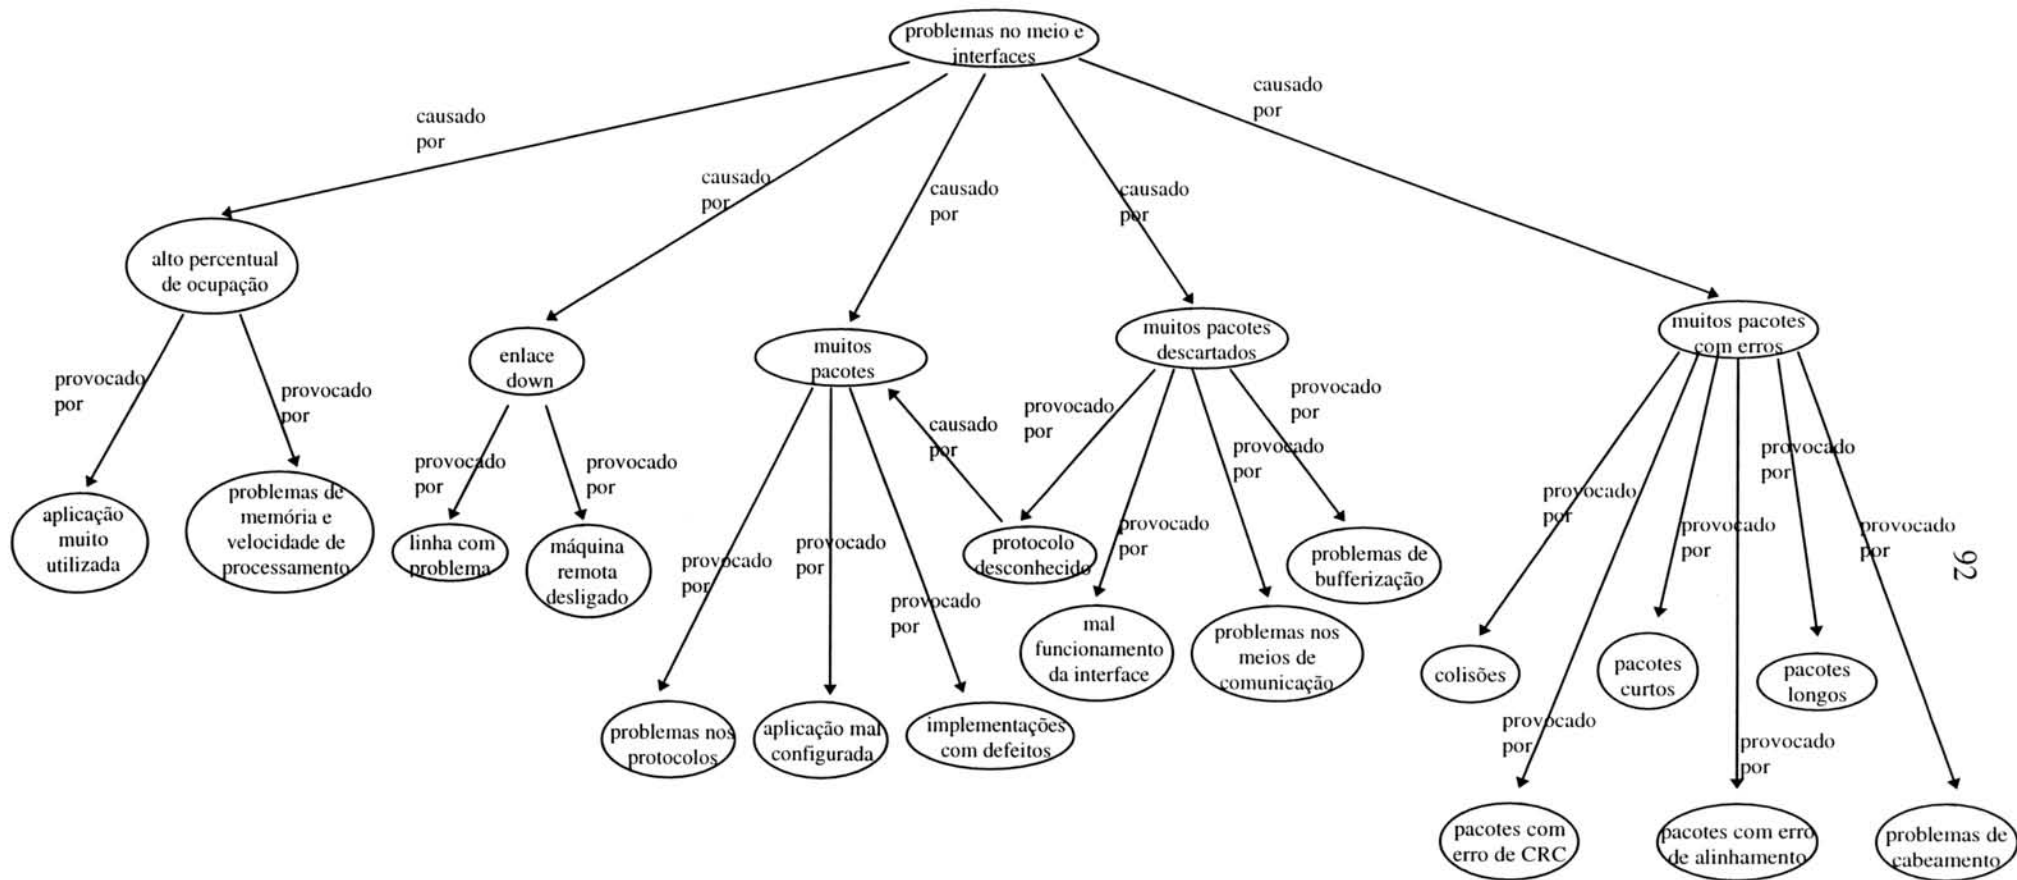 problemas no meio e
interfaces
causado
por
causado
por
causado
por
causado
por
causado
por
alto percentual
de ocupação
enlace
down
muitos
pacotes
muitos pacotes
descartados
muitos pacotes
com erros
provocado
por
provocado
por
provocado
por
provocado
por
causado
por
provocado
por
provocado
por
provocado
por
aplicação
muito
utilizada
problemas de
memória e
velocidade de
processamento
linha com
problema
máquina
remota
desligado
provocado
por
provocado
por
provocado
por
protocolo
desconhecido
provocado
por
problemas de
bufferização
mal
funcionamento
da interface
problemas nos
meios de
comunicação
provocado
por
provocado
por
provocado
por
provocado
por
92
colisões
pacotes
curtos
pacotes
longos
problemas nos
protocolos
aplicação mal
configurada
implementações
com defeitos
provocado
por
provocado
por
pacotes com
erro de CRC
pacotes com erro
de alinhamento
problemas de
cabeamento